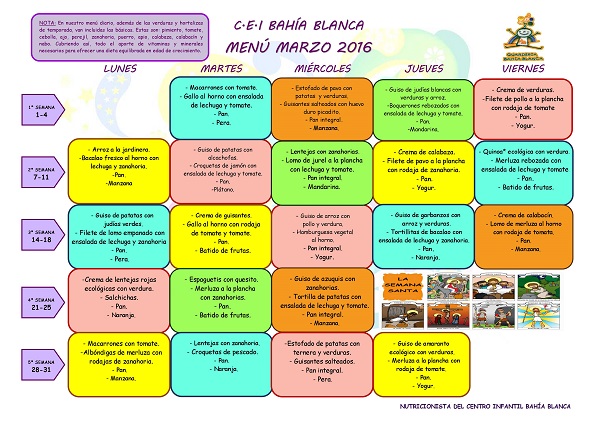 NOTA: En nuestro menú diario, además de las verduras y hortalizas
de temporada, van incluidas las básicas. Estas son: pimiento, tomate,
cebolla, ajo, perejil, zanahoria, puerro, apio, calabaza, calabacín y
nabo. Cubriendo así, todo el aporte de vitaminas y minerales
necesarios para ofrecer una dieta equilibrada en edad de crecimiento.
C.E.I BAHÍA BLANCA
MENÚ MARZO 2016
GUARDERÍA
BAHÍA BLANCA
LUNES MARTES MIÉRCOLES JUEVES VIERNES
1ª SEMANA
1-4
- Macarrones con tomate.
- Gallo al horno con ensalada
de lechuga y tomate.
- Pan.
- Pera.
- Estofado de pavo con
patatas y verduras.
- Guisantes salteados con huevo
duro picadito.
- Pan integral.
- Manzana.
- Guiso de judías blancas con
verduras y arroz.
-Boquerones rebozados con
ensalada de lechuga y tomate.
- Pan.
-Mandarina.
- Crema de verduras.
-Filete de pollo a la plancha
con rodaja de tomate
- Pan.
- Yogur.
2ª SEMANA
7-11
- Arroz a la jardinera.
-Bacalao fresco al horno con
lechuga y zanahoria.
-Pan.
-Manzana
- Guiso de patatas con
alcachofas.
- Croquetas de jamón con
ensalada de lechuga y tomate.
- Pan.
-Plátano.
- Lentejas con zanahorias.
- Lomo de jurel a la plancha
con lechuga y tomate.
- Pan integral.
- Mandarina.
- Crema de calabaza.
- Filete de pavo a la plancha
con rodaja de zanahoria.
- Pan.
- Yogur.
- Quinoa* ecológica con verdura.
- Merluza rebozada con
ensalada de lechuga y tomate
- Pan.
- Batido de frutas.
3ª SEMANA
14-18
- Guiso de patatas con
judías verdes.
- Filete de lomo empanado con
ensalada de lechuga y zanahoria
- Pan.
- Pera.
- Crema de guisantes.
- Gallo al horno con rodaja
de tomate y tomate.
- Pan.
- Batido de frutas.
- Guiso de arroz con
pollo y verdura.
- Hamburguesa vegetal
al horno.
- Pan integral.
- Yogur.
- Guiso de garbanzos con
arroz y verduras.
- Tortillitas de bacalao con
ensalada de lechuga y zanahoria.
- Pan.
- Naranja.
- Crema de calabacín.
- Lomo de merluza al horno
con rodaja de tomate.
- Pan.
- Manzana.
4ª SEMANA
21-25
-Crema de lentejas rojas
ecológicas con verdura.
- Salchichas.
- Pan.
- Naranja.
- Espaguetis con quesito.
- Merluza a la plancha
con zanahorias.
- Pan.
- Batido de frutas.
- Guiso de azuquis con
zanahorias.
- Tortilla de patatas con
ensalada de lechuga y tomate.
- Pan integral.
- Manzana.
LA
SEMANA
SANTA
5ª SEMANA
28-31
- Macarrones con tomate.
-Albóndigas de merluza con
rodajas de zanahoria.
- Pan.
- Manzana.
- Lentejas con zanahoria.
- Croquetas de pescado.
- Pan.
- Naranja.
-Estofado de patatas con
ternera y verduras.
- Guisantes salteados.
- Pan integral.
- Pera.
- Guiso de amaranto
ecológico con verduras.
- Merluza a la plancha con
rodaja de tomate.
- Pan.
- Yogur.
NUTRICIONISTA DEL CENTRO INFANTIL BAHÍA BLANCA